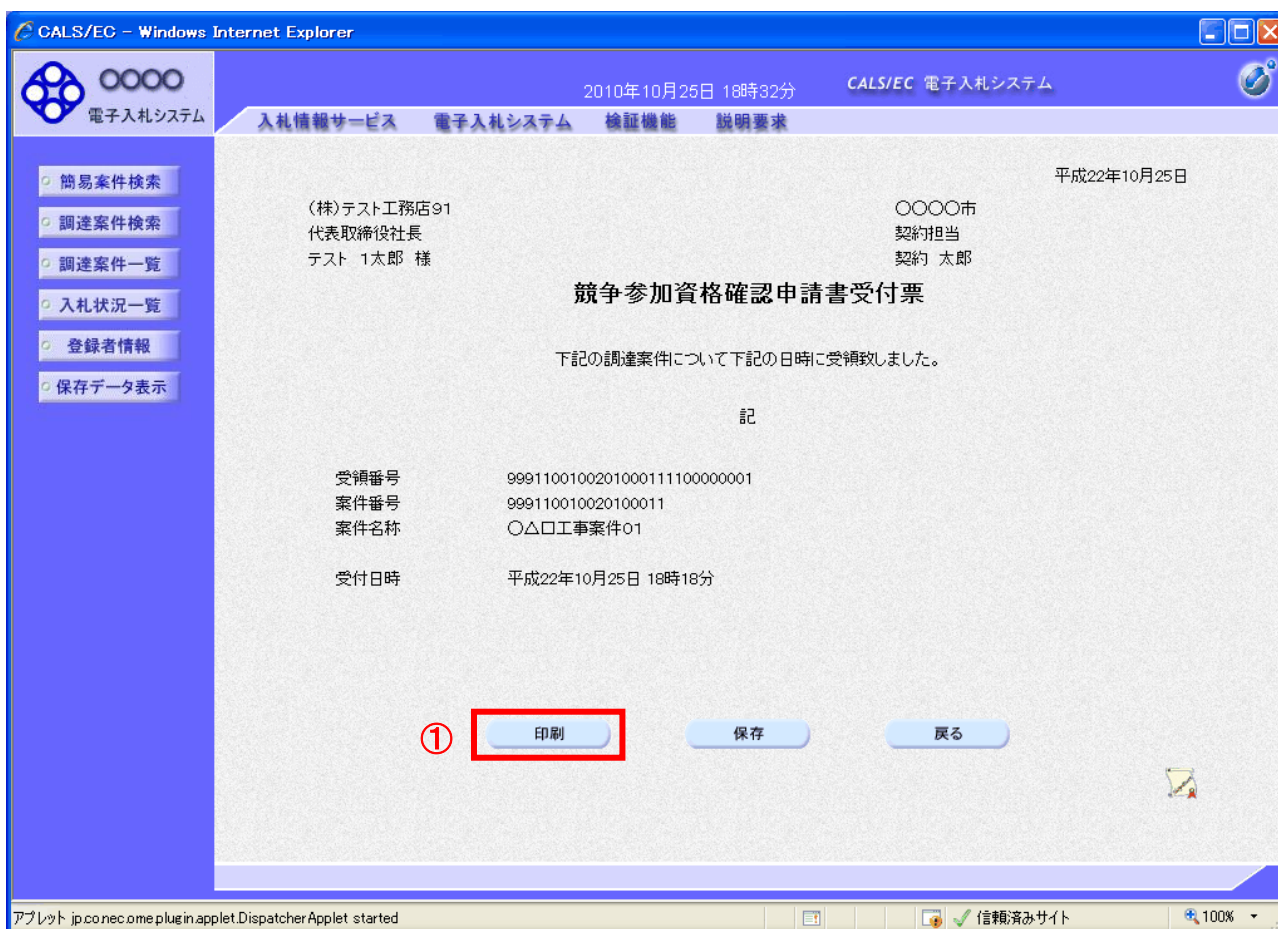 CALS/EC - Windows Internet Explorer
OOOO
電子入札システム
2010年10月25日 18時32分
CALS/EC 電子入札システム
入札情報サービス 電子入札システム 検証機能 説明要求
簡易案件検索
調達案件検索
調達案件一覧
入札状況一覧
登録者情報
保存データ表示
平成22年10月25日
(株)テスト工務店91
代表取締役社長
テスト 1太郎 様
〇〇〇〇市
契約担当
契約 太郎
競争参加資格確認申請書受付票
下記の調達案件について下記の日時に受領致しました。
記
受領番号 9991100100201000111100000001
案件番号 999110010020100011
案件名称 〇△口工事案件01
受付日時 平成22年10月25日 18時18分
①
印刷 保存 戻る
アプレット jp.co.nec.ome.plugin.applet.DispatcherApplet started
信頼済みサイト
100%